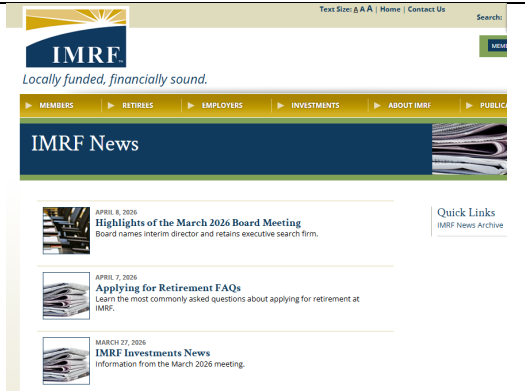 Text Size: A A A | Home | Contact Us
Search:
IMRF
Locally funded, financially sound.
MEMBERS
RETIREES
EMPLOYERS
INVESTMENTS
ABOUT IMRF
IMRF News
APRIL 8, 2026
Highlights of the March 2026 Board Meeting
Board names interim director and retains executive search firm.
Quick Links
IMRF News Archive
APRIL 7, 2026
Applying for Retirement FAQs
Learn the most commonly asked questions about applying for retirement at
IMRF.
MARCH 27, 2026
IMRF Investments News
Information from the March 2026 meeting.